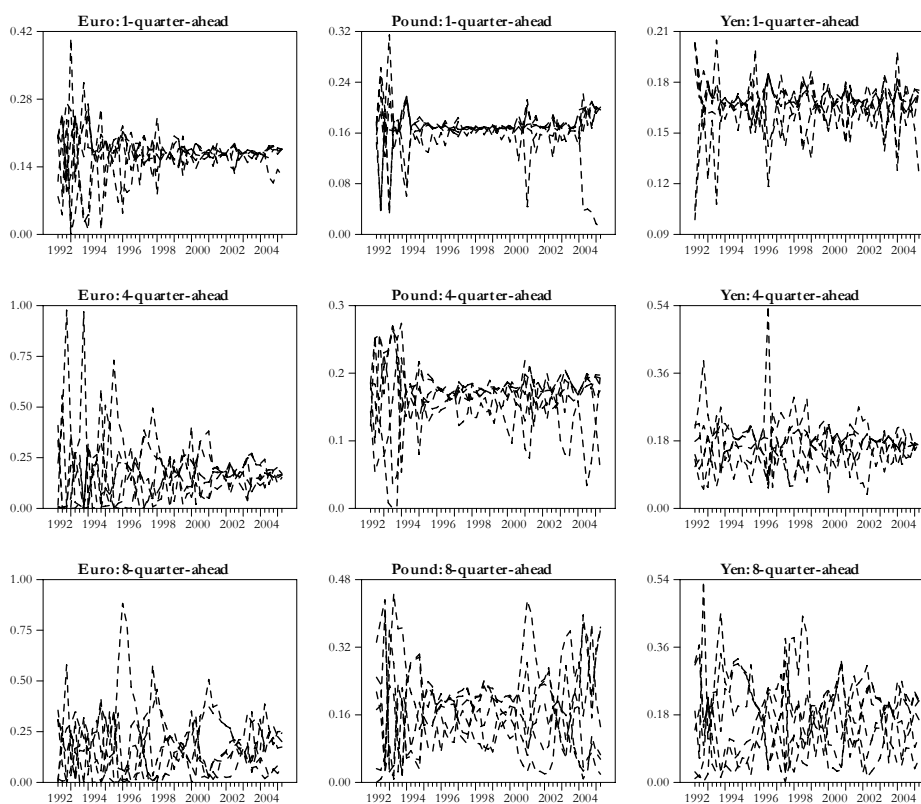 Euro: 1-quarter-ahead
0.42
0.28
0.14
0.00
1992 1994 1996 1998 2000 2002 2004
Pound: 1-quarter-ahead
0.32
0.24
0.16
0.08
0.00
1992 1994 1996 1998 2000 2002 2004
Yen: 1-quarter-ahead
0.21
0.18
0.15
0.12
0.09
1992 1994 1996 1998 2000 2002 2004
Euro: 4-quarter-ahead
1.00
0.75
0.50
0.25
0.00
1992 1994 1996 1998 2000 2002 2004
Pound: 4-quarter-ahead
0.3
0.2
0.1
0.0
1992 1994 1996 1998 2000 2002 2004
Yen: 4-quarter-ahead
0.54
0.36
0.18
0.00
1992 1994 1996 1998 2000 2002 2004
Euro: 8-quarter-ahead
1.00
0.75
0.50
0.25
0.00
1992 1994 1996 1998 2000 2002 2004
Pound: 8-quarter-ahead
0.48
0.32
0.16
0.00
1992 1994 1996 1998 2000 2002 2004
Yen: 8-quarter-ahead
0.54
0.36
0.18
0.00
1992 1994 1996 1998 2000 2002 2004